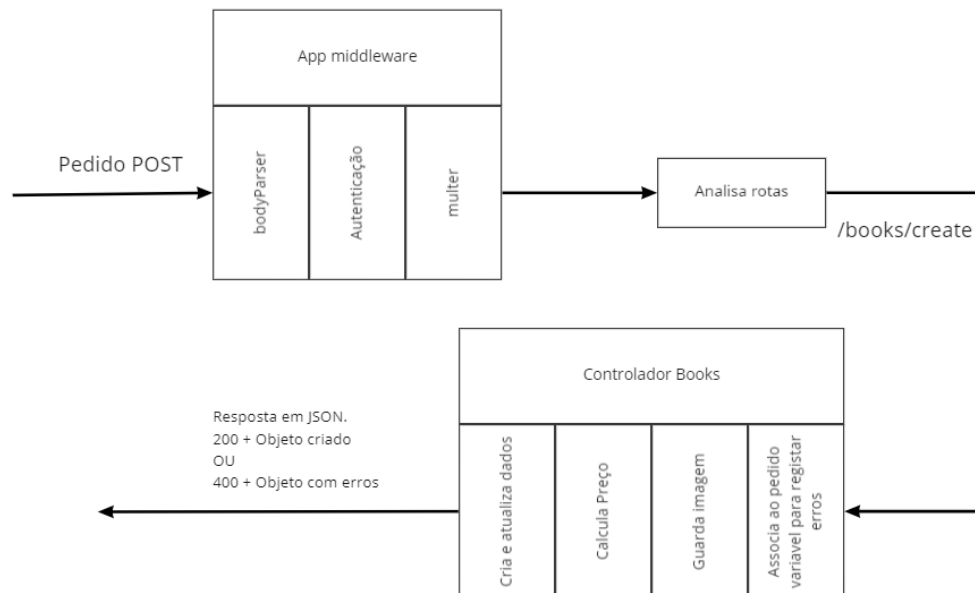 App middleware
Pedido POST
bodyParser
Autenticação
multer
Analisa rotas
/books/create
Controlador Books
Resposta em JSON.
200 + Objeto criado
OU
400 + Objeto com erros
Cria e atualiza dados
Calcula Preço
Guarda imagem
Associa ao pedido
variavel para registar
erros